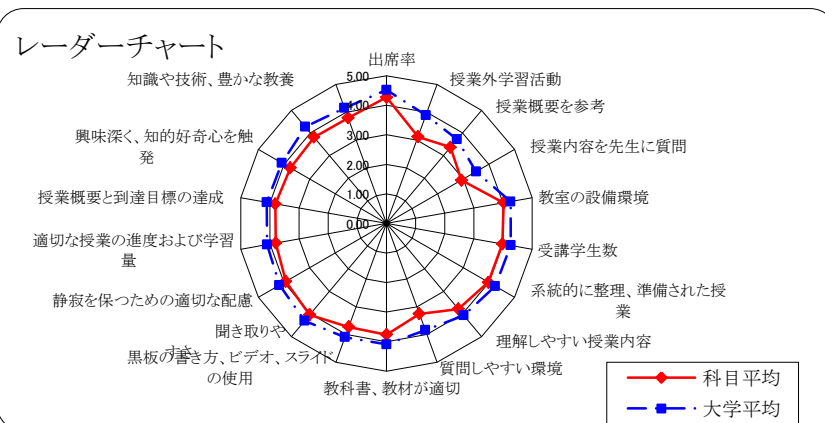 レーダーチャート
出席率
授業外学習活動
授業概要を参考
授業内容を先生に質問
教室の設備環境
受講学生数
系統的に整理、準備された授
業
理解しやすい授業内容
質問しやすい環境
教科書、教材が適切
黒板の書き方、ビデオ、スライド
の使用
聞き取りや
すさ
静寂を保つための適切な配慮
適切な授業の進度および学習
量
授業概要と到達目標の達成
興味深く、知的好奇心を触
発
知識や技術、豊かな教養
5.00
4.00
3.00
2.00
1.00
0.00
科目平均
大学平均